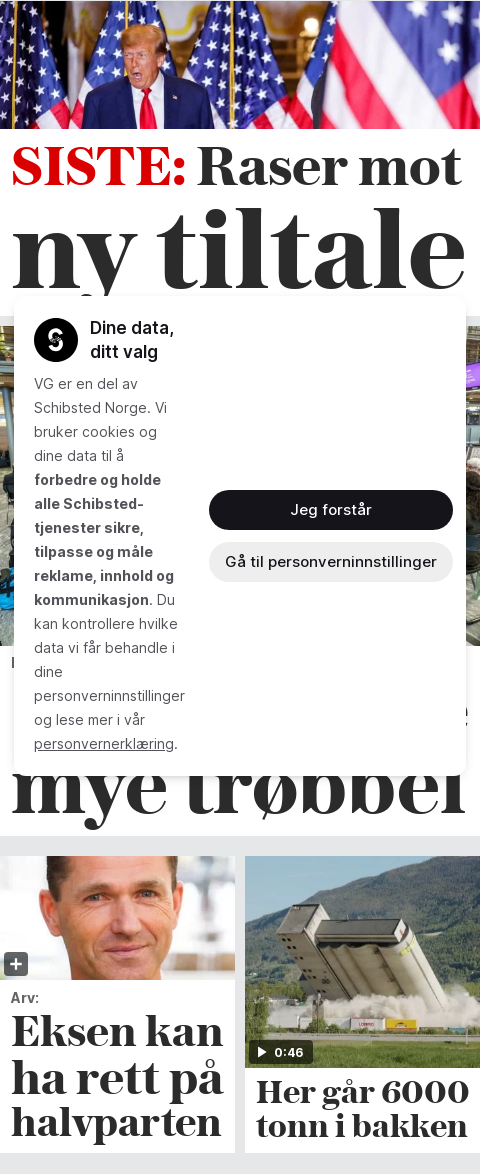 SISTE: Raser mot
ny tiltale
Dine data,
ditt valg
VG er en del av
Schibsted Norge. Vi
bruker cookies og
dine data til å
forbedre og holde
alle Schibsted-
tjenester sikre,
tilpasse og måle
reklame, innhold og
kommunikasjon. Du
kan kontrollere hvilke
data vi får behandle i
dine
personverninnstillinger
og lese mer i vår
personvernerklæring.
Jeg forstår
Gå til personverninnstillinger
mye trøbbel
Arv:
Eksen kan
ha rett på
halvparten
0:46
Her går 6000
tonn i bakken